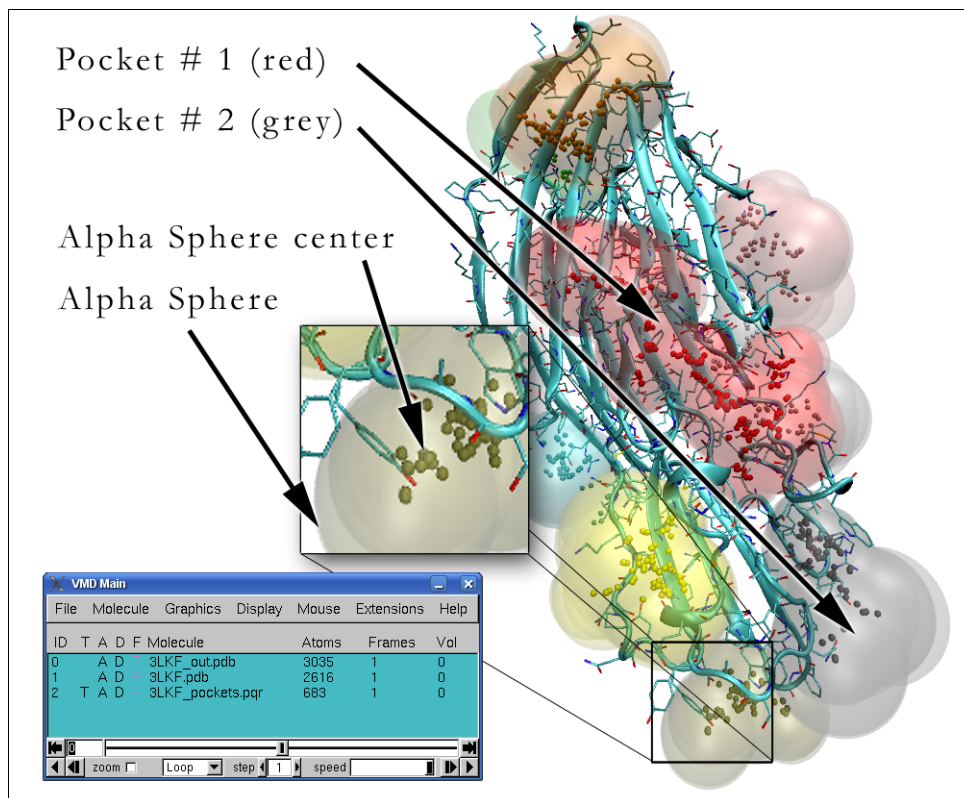 Pocket # 1 (red)
Pocket # 2 (grey)
Alpha Sphere center
Alpha Sphere
VMD Main
File Molecule Graphics Display Mouse Extensions Help
ID T A D F Molecule Atoms Frames Vol
0 A D F 3LKF_out.pdb 3035 1 0
1 A D F 3LKF.pdb 2616 1 0
2 T A D F 3LKF_pockets.pqr 683 1 0
0
zoom Loop step 1 speed